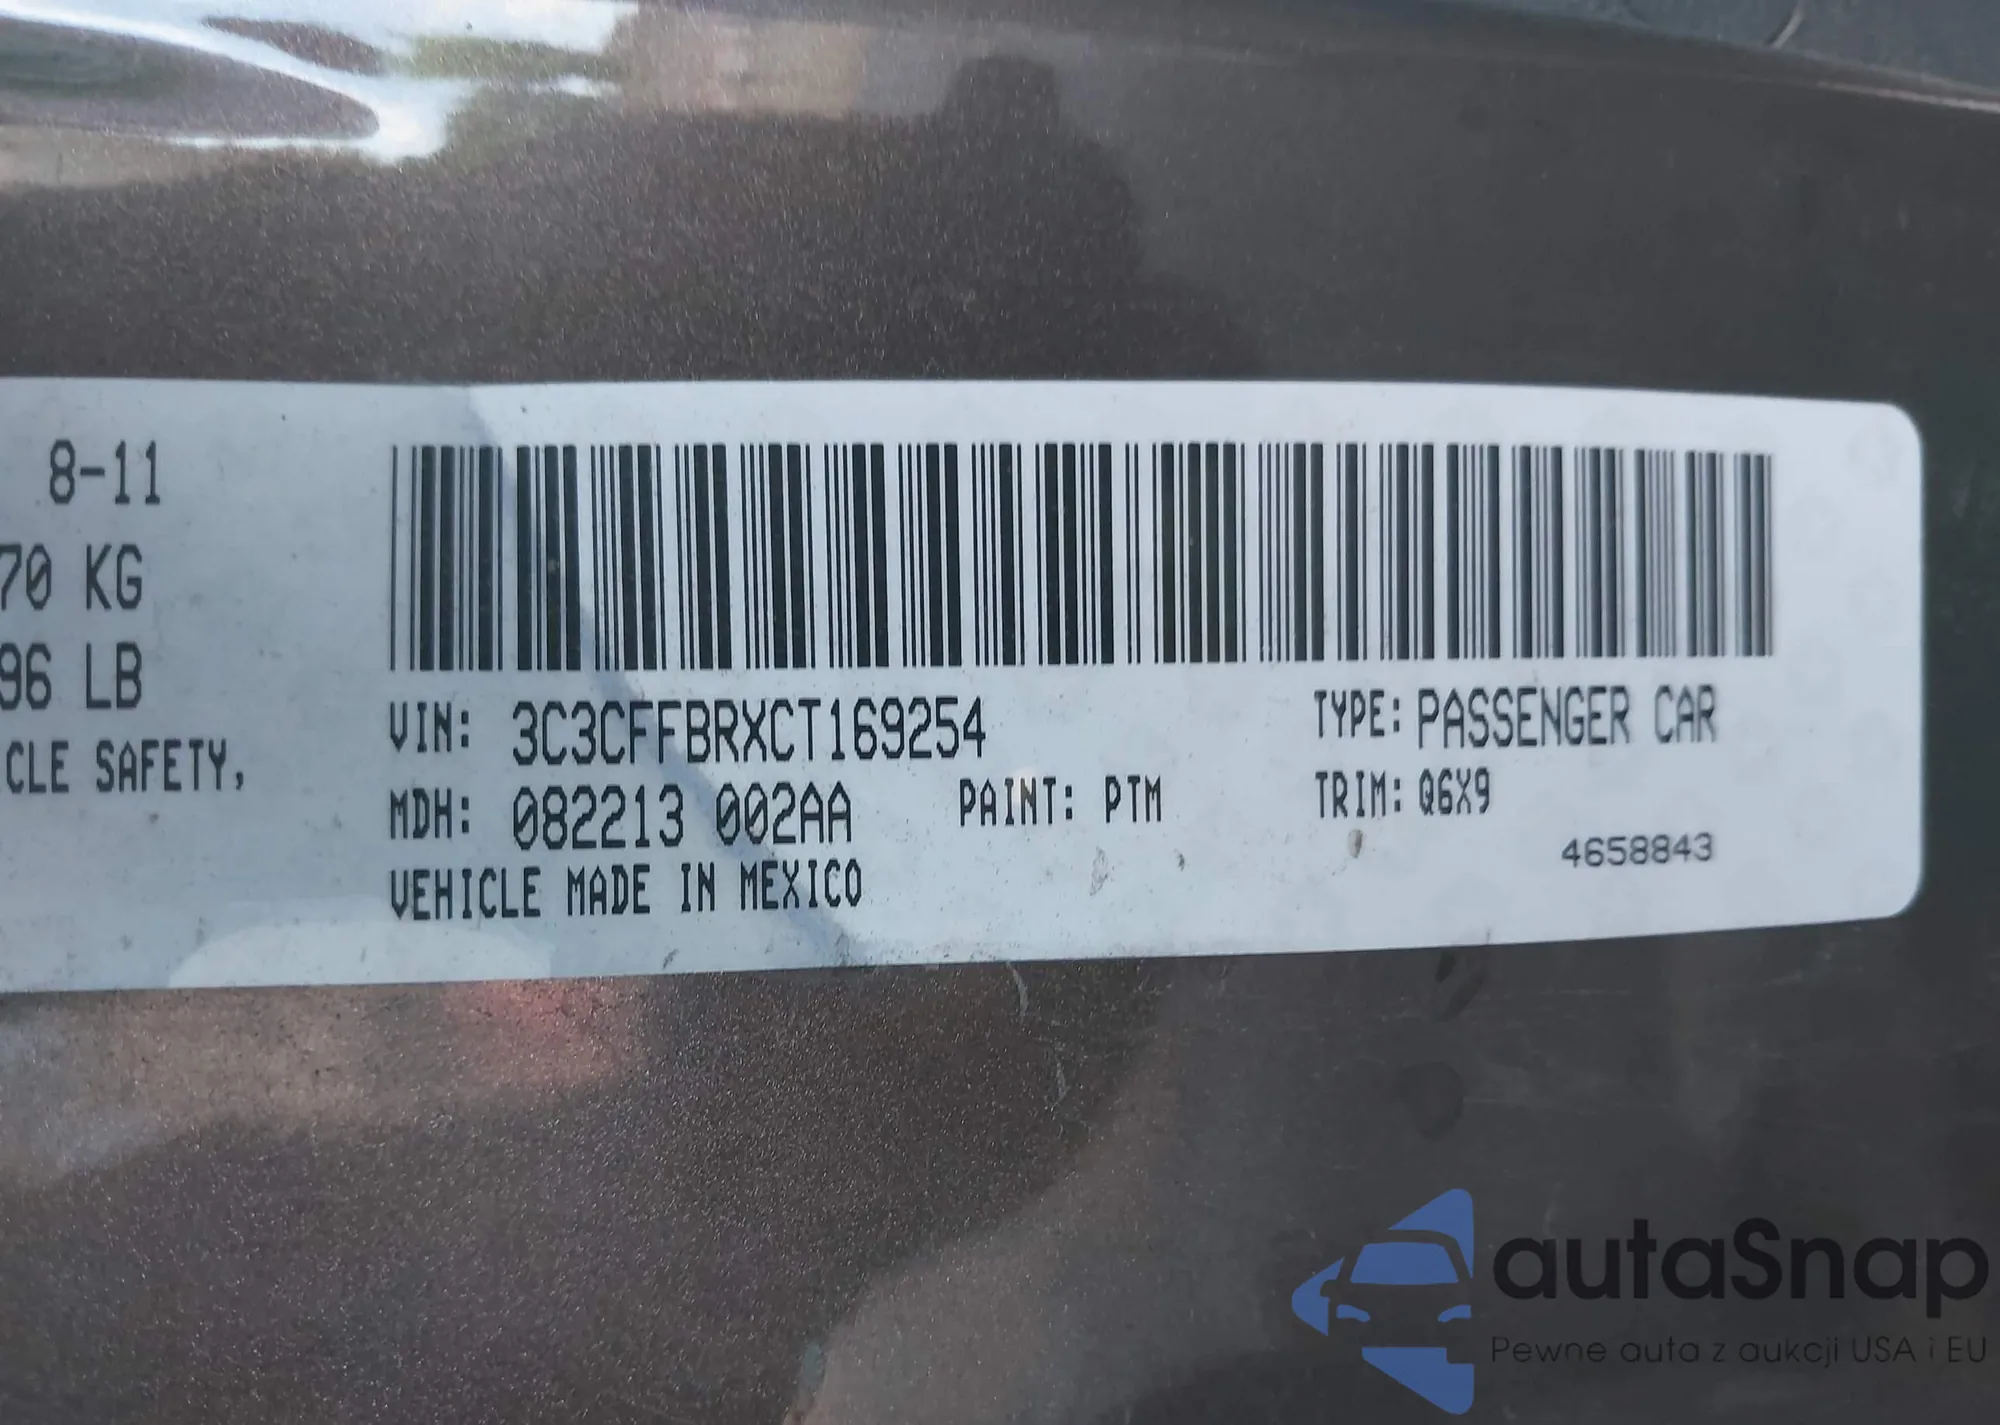 8-11
70 KG
96 LB
CLE SAFETY,
VIN: 3C3CFFBRXCT169254
TYPE: PASSENGER CAR
MDH: 082213 002AA
PAINT: PTM
TRIM: Q6X9
VEHICLE MADE IN MEXICO
4658843
autaSnap
Pewne auta z aukcji USA i EU